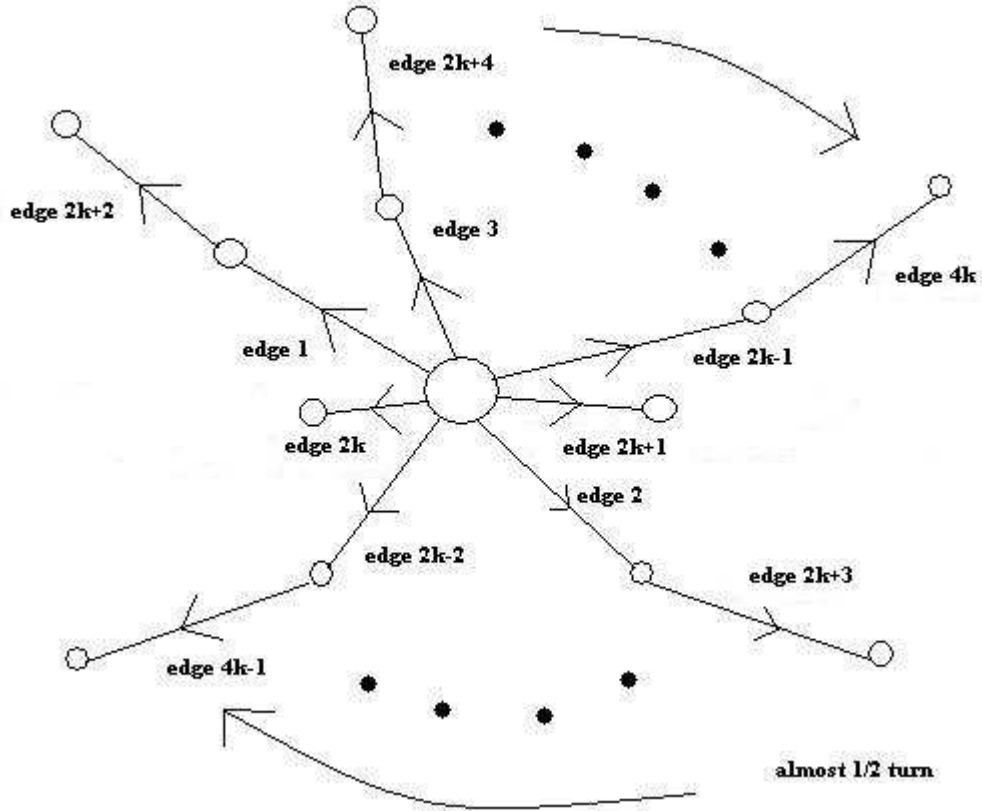 edge 2k+4
edge 2k+2
edge 3
edge 4k
edge 1
edge 2k-1
edge 2k
edge 2k+1
edge 2
edge 2k-2
edge 2k+3
edge 4k-1
almost 1/2 turn